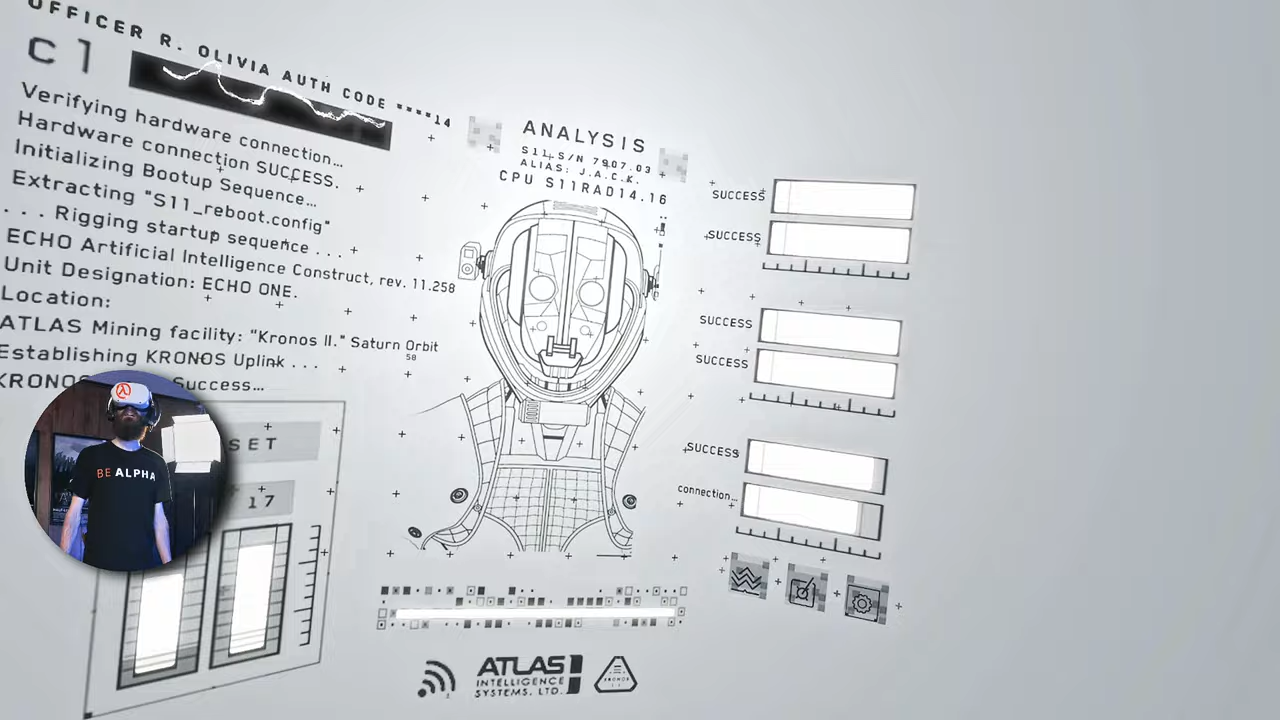 OFFICER R. OLIVIA AUTH CODE ****14
C1
Verifying hardware connection...
Hardware connection SUCCESS.
Initializing Bootup Sequence...
Extracting "S11_reboot.config"
. . . Rigging startup sequence . . .
ECHO Artificial Intelligence Construct, rev. 11.258
Unit Designation: ECHO ONE.
Location:
ATLAS Mining facility: "Kronos II." Saturn Orbit
58
Establishing KRONOS Uplink . . .
KRONOS Success...
SET
17
BE ALPHA
ANALYSIS
S11 S/N 7907.03
ALIAS: J.A.C.K.
CPU S11RAD14.16
SUCCESS
SUCCESS
SUCCESS
SUCCESS
SUCCESS
connection...
ATLAS
INTELLIGENCE
SYSTEMS, LTD.
KRONOS